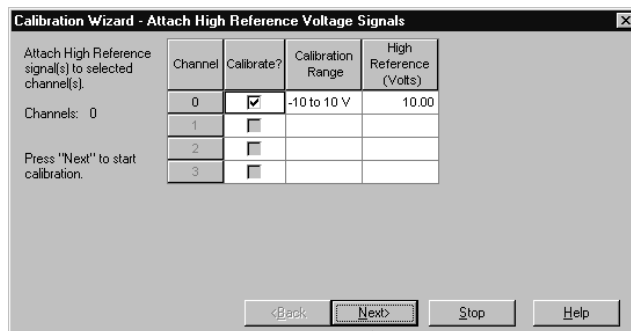 Calibration Wizard - Attach High Reference Voltage Signals
Attach High Reference
signal(s) to selected
channel(s).
Channels: 0
Press "Next" to start
calibration.
Channel Calibrate? Calibration Range High Reference (Volts)
0 -10 to 10 V 10.00
1
2
3
<Back Next> Stop Help